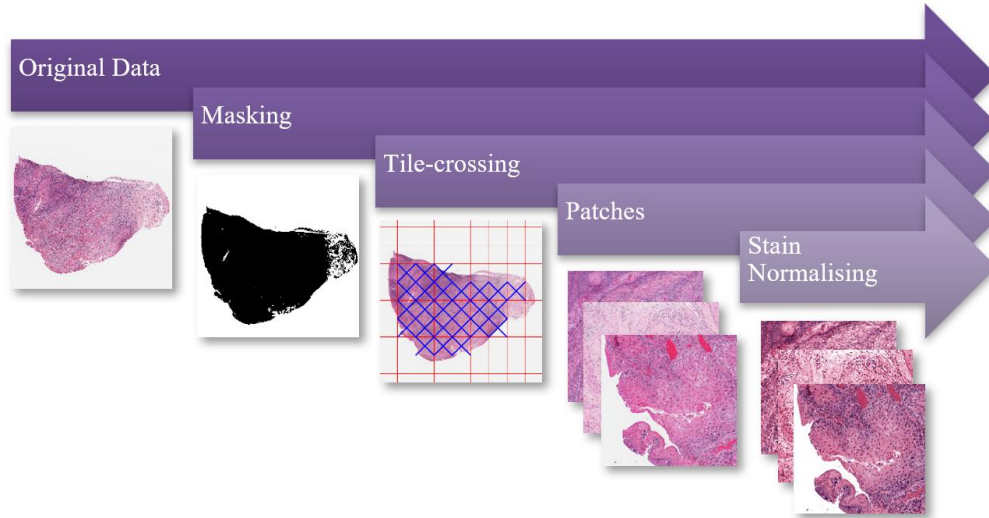 Original Data
Masking
Tile-crossing
Patches
Stain
Normalising